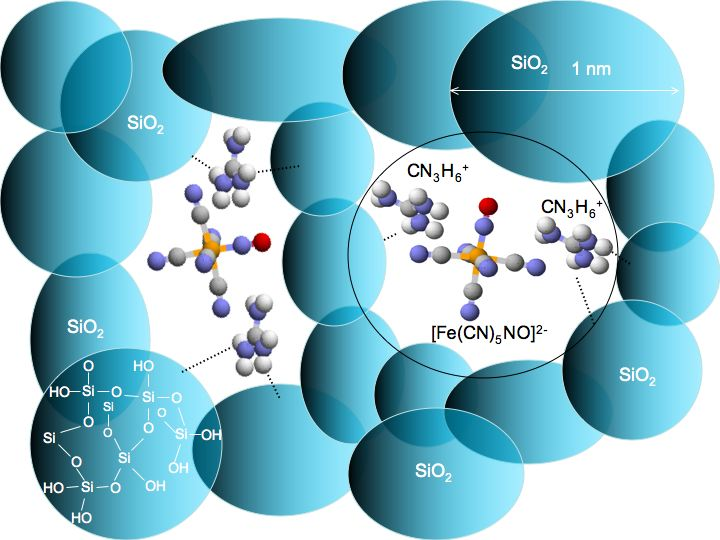 SiO₂
1 nm
SiO₂
CN₃H₆⁺
CN₃H₆⁺
SiO₂
[Fe(CN)₅NO]²⁻
SiO₂
SiO₂
O
HO
HO
Si
O
Si
O
Si
O
O
Si
OH
O
O
Si
OH
O
Si
HO
Si
O
OH
HO